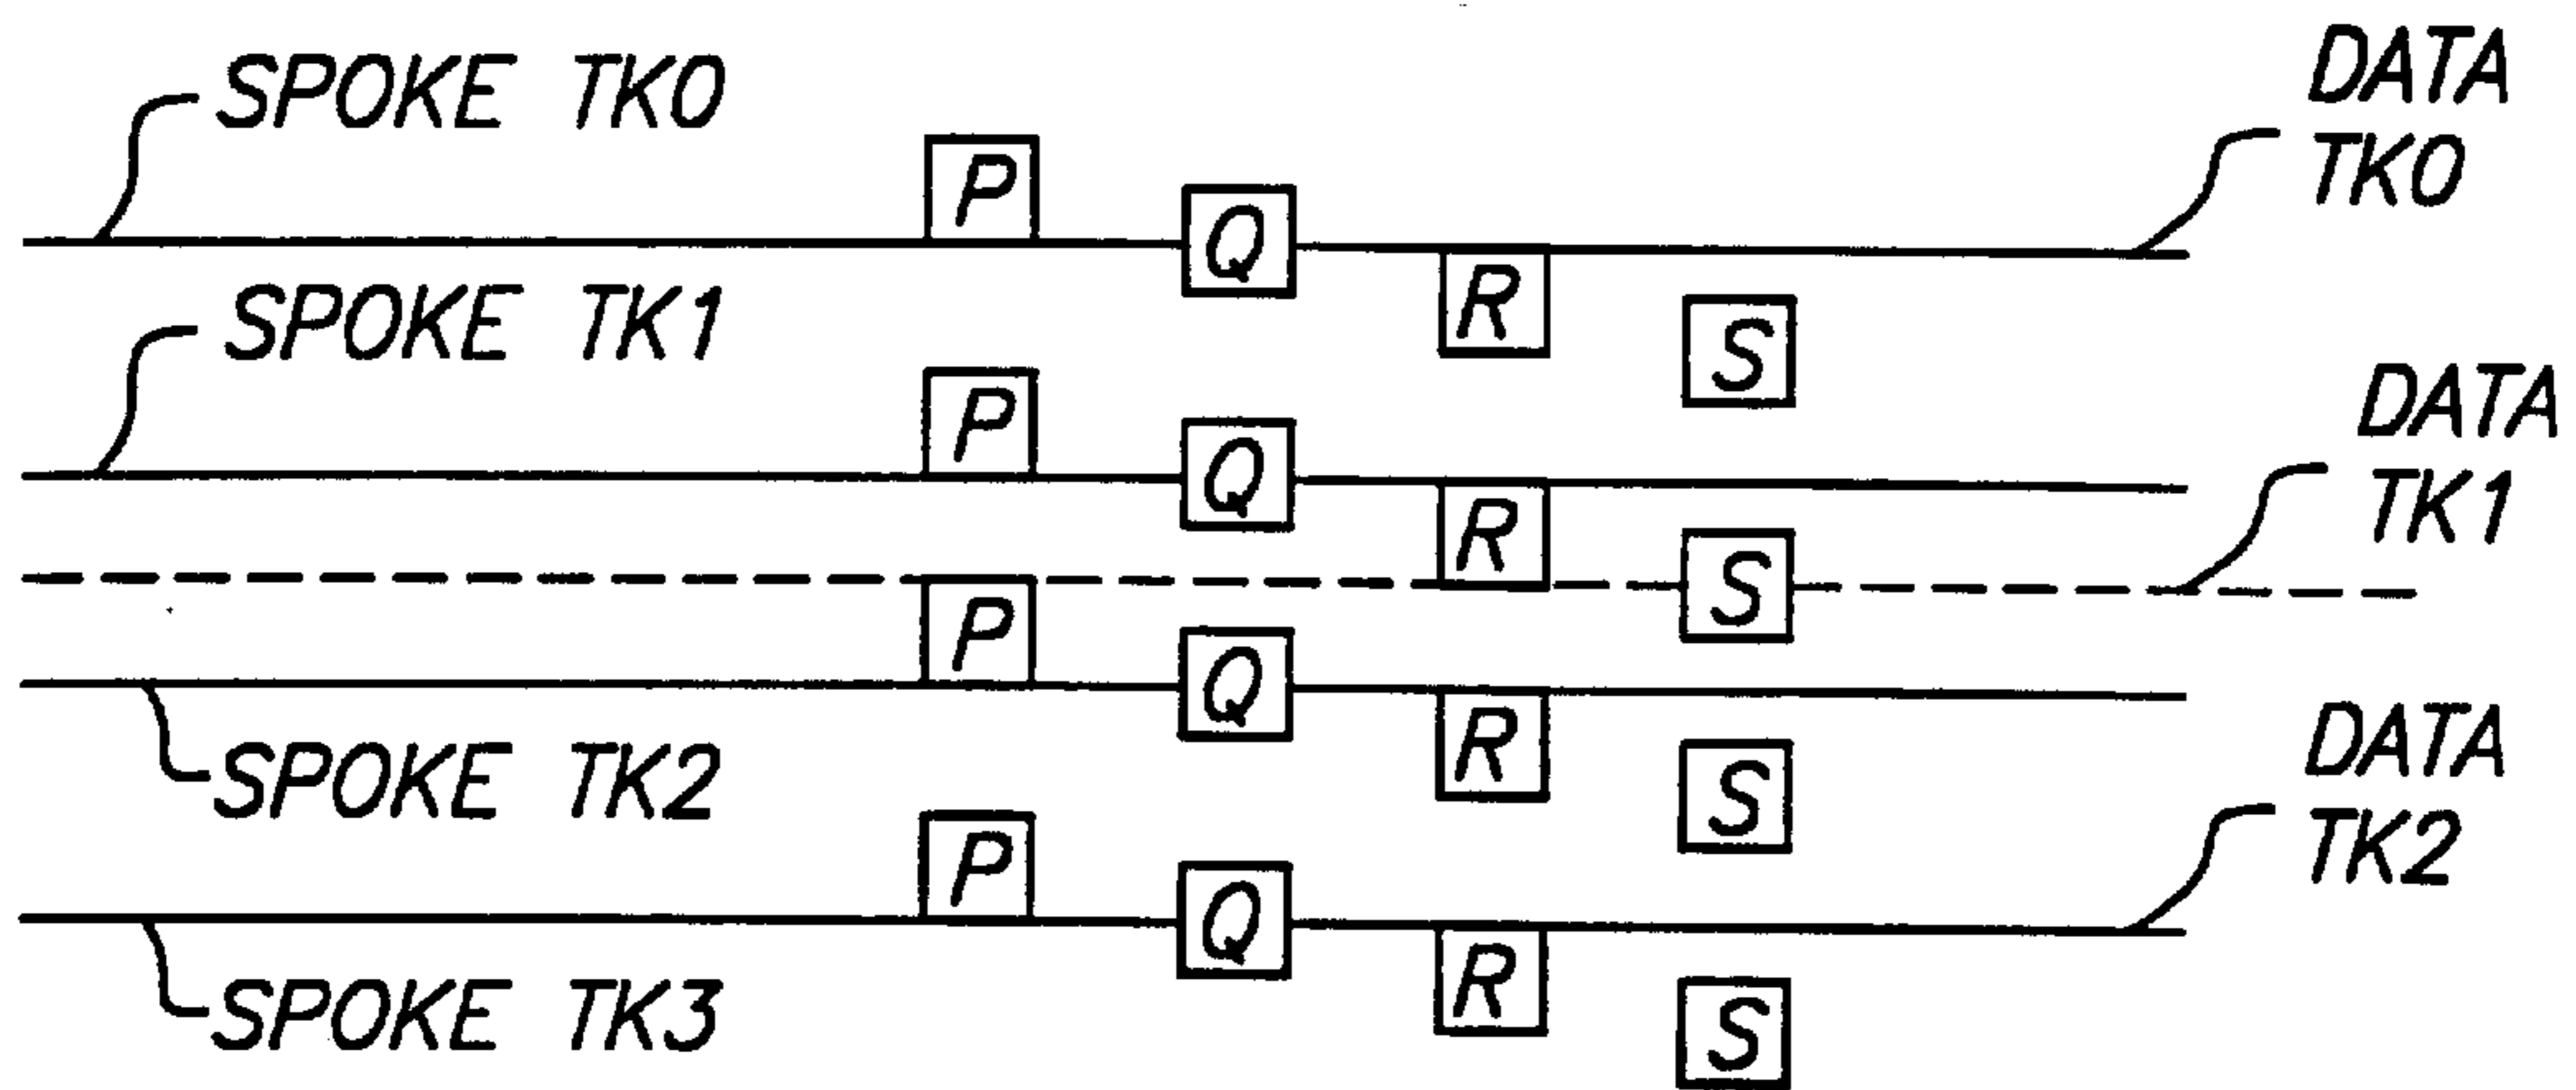 SPOKE TK0
DATA
TK0
P
Q
R
S
SPOKE TK1
P
Q
R
S
DATA
TK1
P
Q
R
S
SPOKE TK2
DATA
TK2
P
Q
R
S
SPOKE TK3